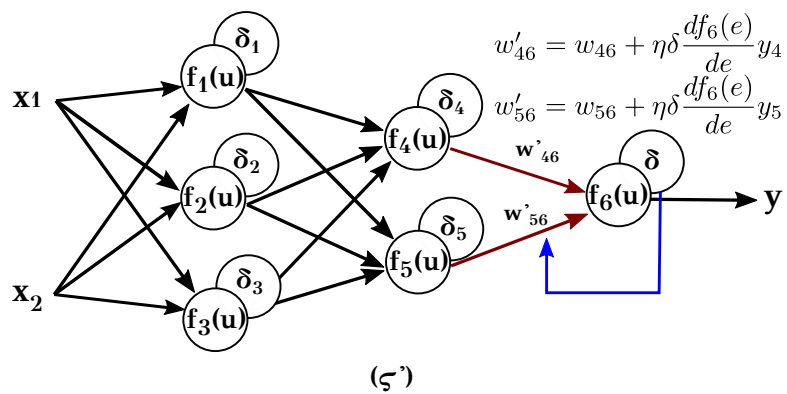 δ₁
w′₄₆ = w₄₆ + ηδ df₆(e)/de y₄
f₁(u)
x1
δ₄
w′₅₆ = w₅₆ + ηδ df₆(e)/de y₅
f₄(u)
w'₄₆
δ₂
δ
f₂(u)
f₆(u)
y
w'₅₆
δ₅
f₅(u)
δ₃
x₂
f₃(u)
(ς')